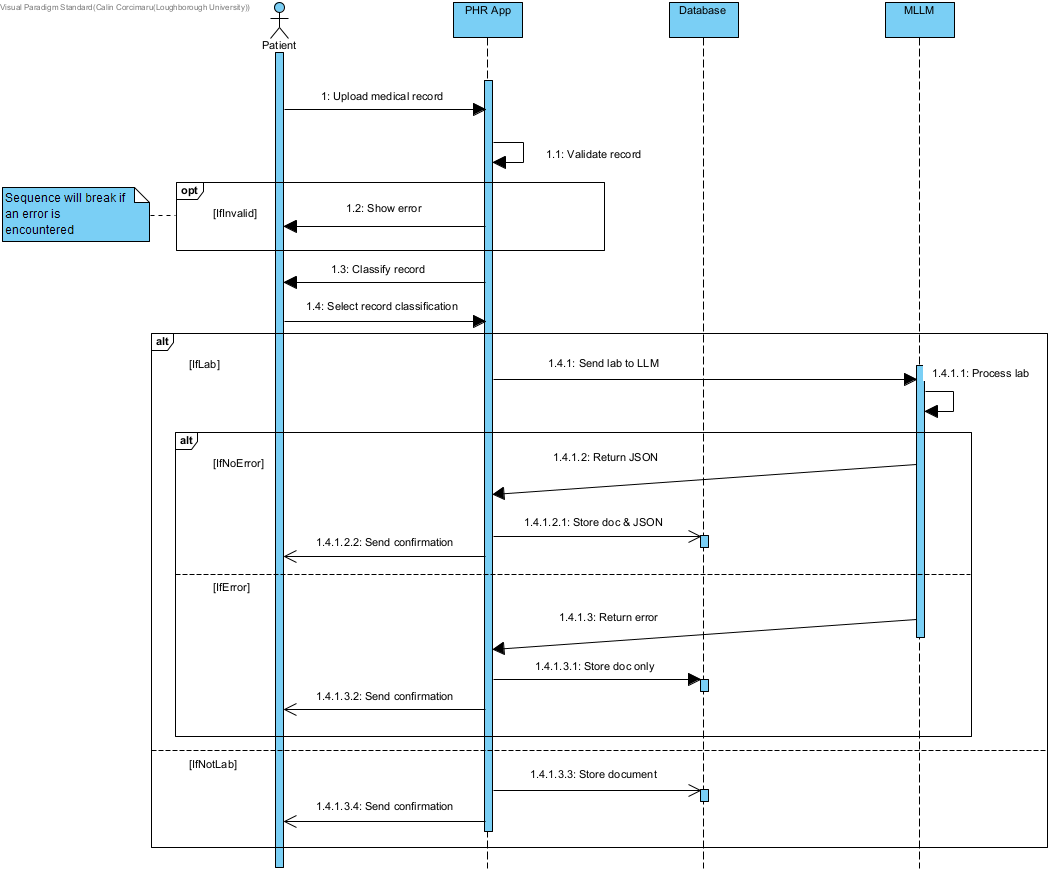 Visual Paradigm Standard(Calin Corcimaru(Loughborough University))
Patient
PHR App
Database
MLLM
1: Upload medical record
1.1: Validate record
opt
[IfInvalid]
1.2: Show error
Sequence will break if
an error is
encountered
1.3: Classify record
1.4: Select record classification
alt
[IfLab]
1.4.1: Send lab to LLM
1.4.1.1: Process lab
alt
[IfNoError]
1.4.1.2: Return JSON
1.4.1.2.1: Store doc & JSON
1.4.1.2.2: Send confirmation
[IfError]
1.4.1.3: Return error
1.4.1.3.1: Store doc only
1.4.1.3.2: Send confirmation
[IfNotLab]
1.4.1.3.3: Store document
1.4.1.3.4: Send confirmation